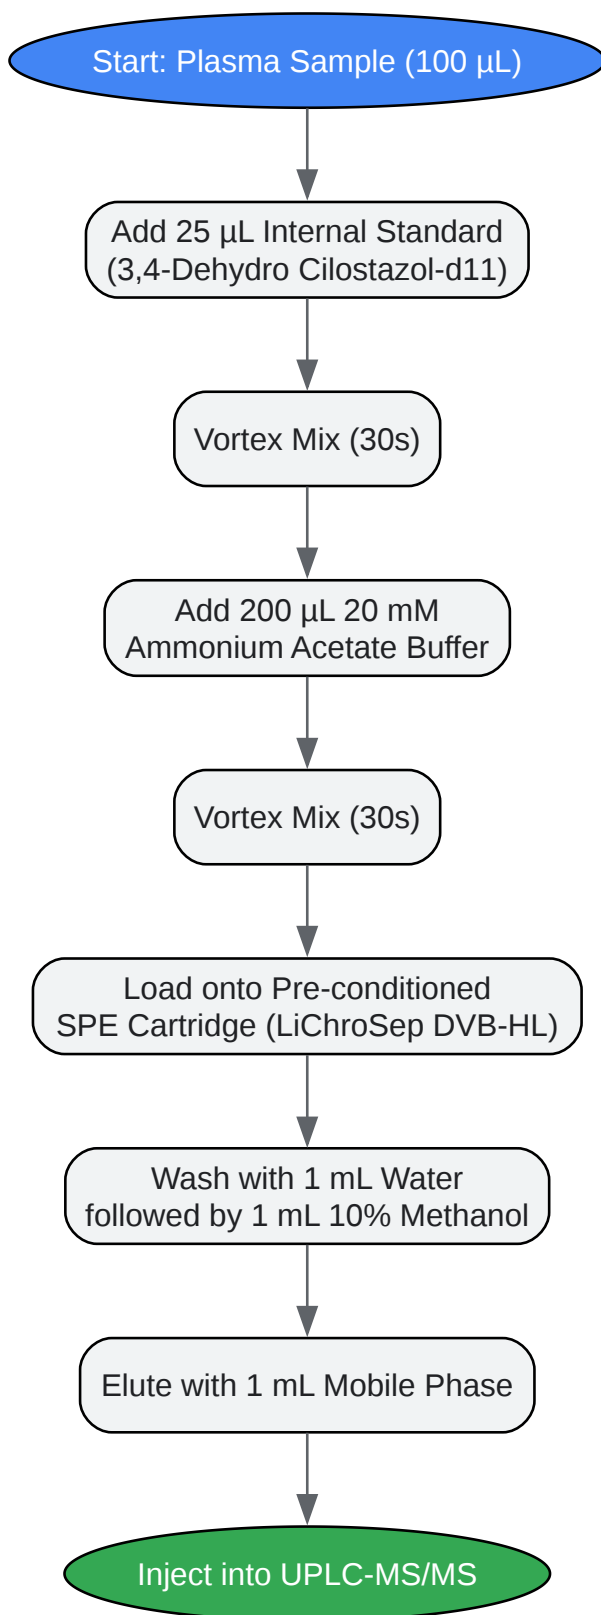 Start: Plasma Sample (100 µL)
Add 25 µL Internal Standard
(3,4-Dehydro Cilostazol-d11)
Vortex Mix (30s)
Add 200 µL 20 mM
Ammonium Acetate Buffer
Vortex Mix (30s)
Load onto Pre-conditioned
SPE Cartridge (LiChroSep DVB-HL)
Wash with 1 mL Water
followed by 1 mL 10% Methanol
Elute with 1 mL Mobile Phase
Inject into UPLC-MS/MS